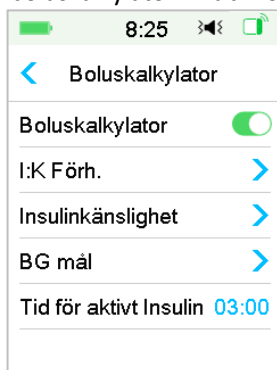 8:25
Boluskalkylator
Boluskalkylator
I:K Förh.
Insulinkänslighet
BG mål
Tid för aktivt Insulin 03:00